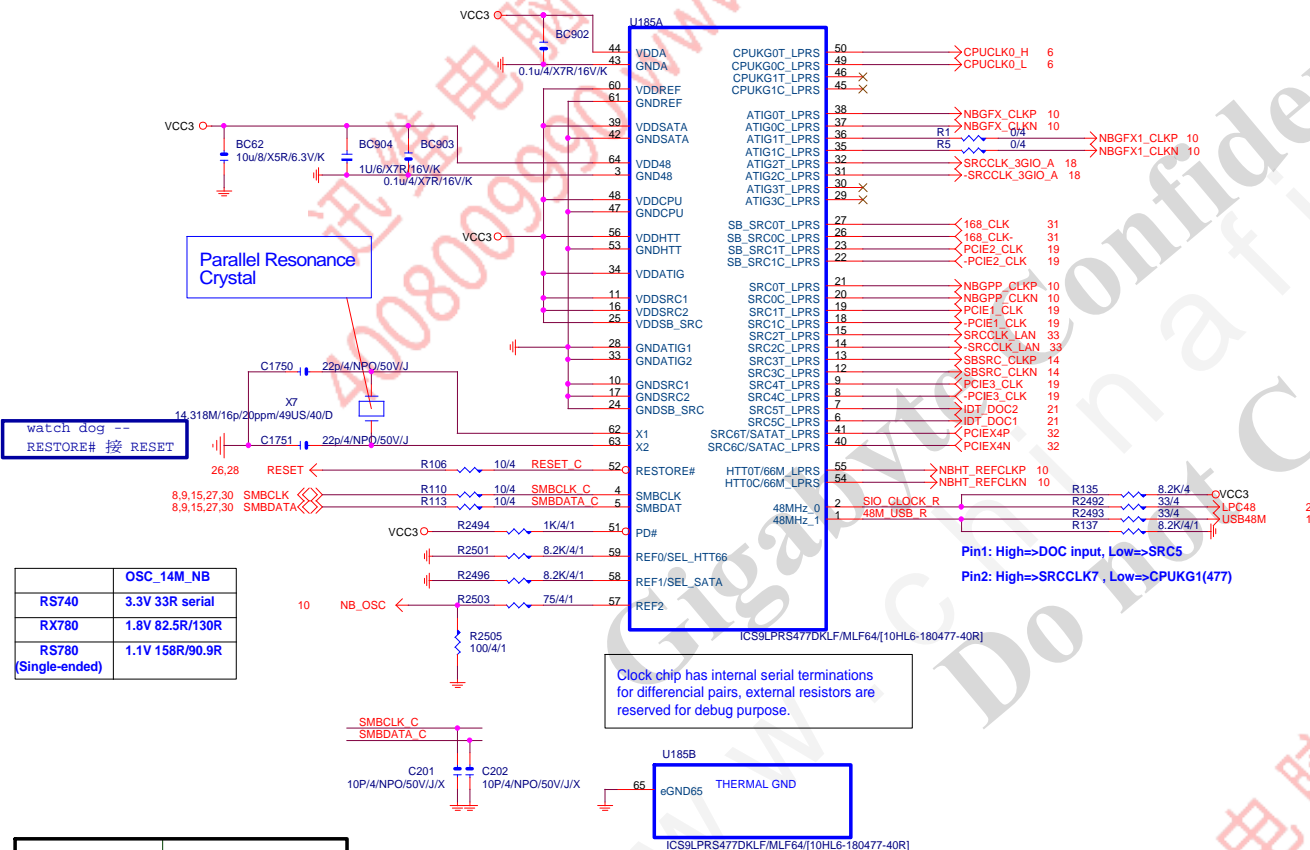 VCC3
BC902
0.1u/4/X7R/16V/K
VCC3
BC62
10u/8/X5R/6.3V/K
BC904
1U/6/X7R/16V/K
BC903
0.1u/4/X7R/16V/K
VCC3
Parallel Resonance
Crystal
C1750
22p/4/NPO/50V/J
X7
14.318M/16p/20ppm/49US/40/D
C1751
22p/4/NPO/50V/J
watch dog --
RESTORE# 接 RESET
26,28 RESET R106 10/4 RESET_C
8,9,15,27,30 SMBCLK R110 10/4 SMBCLK_C
8,9,15,27,30 SMBDATA R113 10/4 SMBDATA_C
VCC3 R2494 1K/4/1
R2501 8.2K/4/1
R2496 8.2K/4/1
10 NB_OSC R2503 75/4/1
R2505
100/4/1
U185A
44 VDDA
43 GNDA
60 VDDREF
61 GNDREF
39 VDDSATA
42 GNDSATA
64 VDD48
3 GND48
48 VDDCPU
47 GNDCPU
56 VDDHTT
53 GNDHTT
34 VDDATIG
11 VDDSRC1
16 VDDSRC2
25 VDDSB_SRC
28 GNDATIG1
33 GNDATIG2
10 GNDSRC1
17 GNDSRC2
24 GNDSB_SRC
62 X1
63 X2
52 RESTORE#
4 SMBCLK
5 SMBDAT
51 PD#
59 REF0/SEL_HTT66
58 REF1/SEL_SATA
57 REF2
CPUKG0T_LPRS 50 CPUCLK0_H 6
CPUKG0C_LPRS 49 CPUCLK0_L 6
CPUKG1T_LPRS 46
CPUKG1C_LPRS 45
ATIG0T_LPRS 38 NBGFX_CLKP 10
ATIG0C_LPRS 37 NBGFX_CLKN 10
ATIG1T_LPRS 36 R1 0/4 NBGFX1_CLKP 10
ATIG1C_LPRS 35 R5 0/4 NBGFX1_CLKN 10
ATIG2T_LPRS 32 SRCCLK_3GIO_A 18
ATIG2C_LPRS 31 -SRCCLK_3GIO_A 18
ATIG3T_LPRS 30
ATIG3C_LPRS 29
SB_SRC0T_LPRS 27 168_CLK 31
SB_SRC0C_LPRS 26 168_CLK- 31
SB_SRC1T_LPRS 23 PCIE2_CLK 19
SB_SRC1C_LPRS 22 -PCIE2_CLK 19
SRC0T_LPRS 21 NBGPP_CLKP 10
SRC0C_LPRS 20 NBGPP_CLKN 10
SRC1T_LPRS 19 PCIE1_CLK 19
SRC1C_LPRS 18 -PCIE1_CLK 19
SRC2T_LPRS 15 SRCCLK_LAN 33
SRC2C_LPRS 14 -SRCCLK_LAN 33
SRC3T_LPRS 13 SBSRC_CLKP 14
SRC3C_LPRS 12 SBSRC_CLKN 14
SRC4T_LPRS 9 PCIE3_CLK 19
SRC4C_LPRS 8 -PCIE3_CLK 19
SRC5T_LPRS 7 IDT_DOC2 21
SRC5C_LPRS 6 IDT_DOC1 21
SRC6T/SATAT_LPRS 41 PCIEX4P 32
SRC6C/SATAC_LPRS 40 PCIEX4N 32
HTT0T/66M_LPRS 55 NBHT_REFCLKP 10
HTT0C/66M_LPRS 54 NBHT_REFCLKN 10
48MHz_0 2 SIO_CLOCK_R
48MHz_1 1 48M_USB_R
R135 8.2K/4 VCC3
R2492 33/4 LPC48 2
R2493 33/4 USB48M 1
R137 8.2K/4/1
Pin1: High=>DOC input, Low=>SRC5
Pin2: High=>SRCCLK7 , Low=>CPUKG1(477)
ICS9LPRS477DKLF/MLF64/[10HL6-180477-40R]
OSC_14M_NB
RS740 3.3V 33R serial
RX780 1.8V 82.5R/130R
RS780 1.1V 158R/90.9R
(Single-ended)
Clock chip has internal serial terminations
for differencial pairs, external resistors are
reserved for debug purpose.
SMBCLK_C
SMBDATA_C
C201
10P/4/NPO/50V/J/X
C202
10P/4/NPO/50V/J/X
U185B
65 eGND65
THERMAL GND
ICS9LPRS477DKLF/MLF64/[10HL6-180477-40R]
迅维电脑
4008009990
Gigabyte Confide
Do not C
w.chinafi